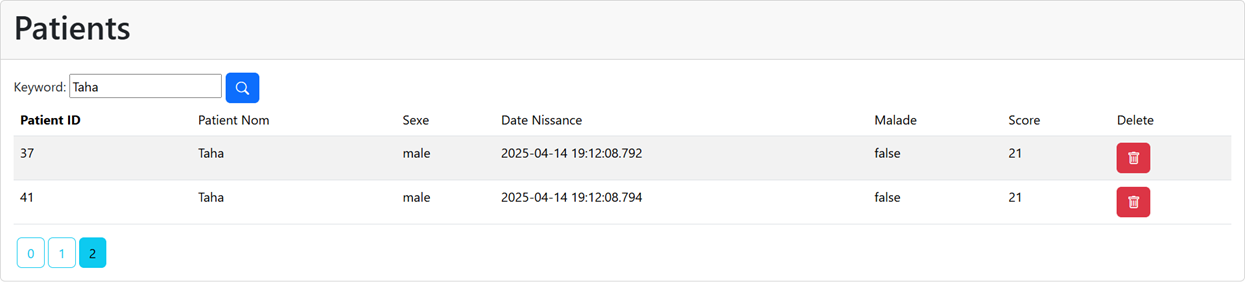 Patients
Keyword: Taha
Patient ID Patient Nom Sexe Date Nissance Malade Score Delete
37 Taha male 2025-04-14 19:12:08.792 false 21
41 Taha male 2025-04-14 19:12:08.794 false 21
0 1 2